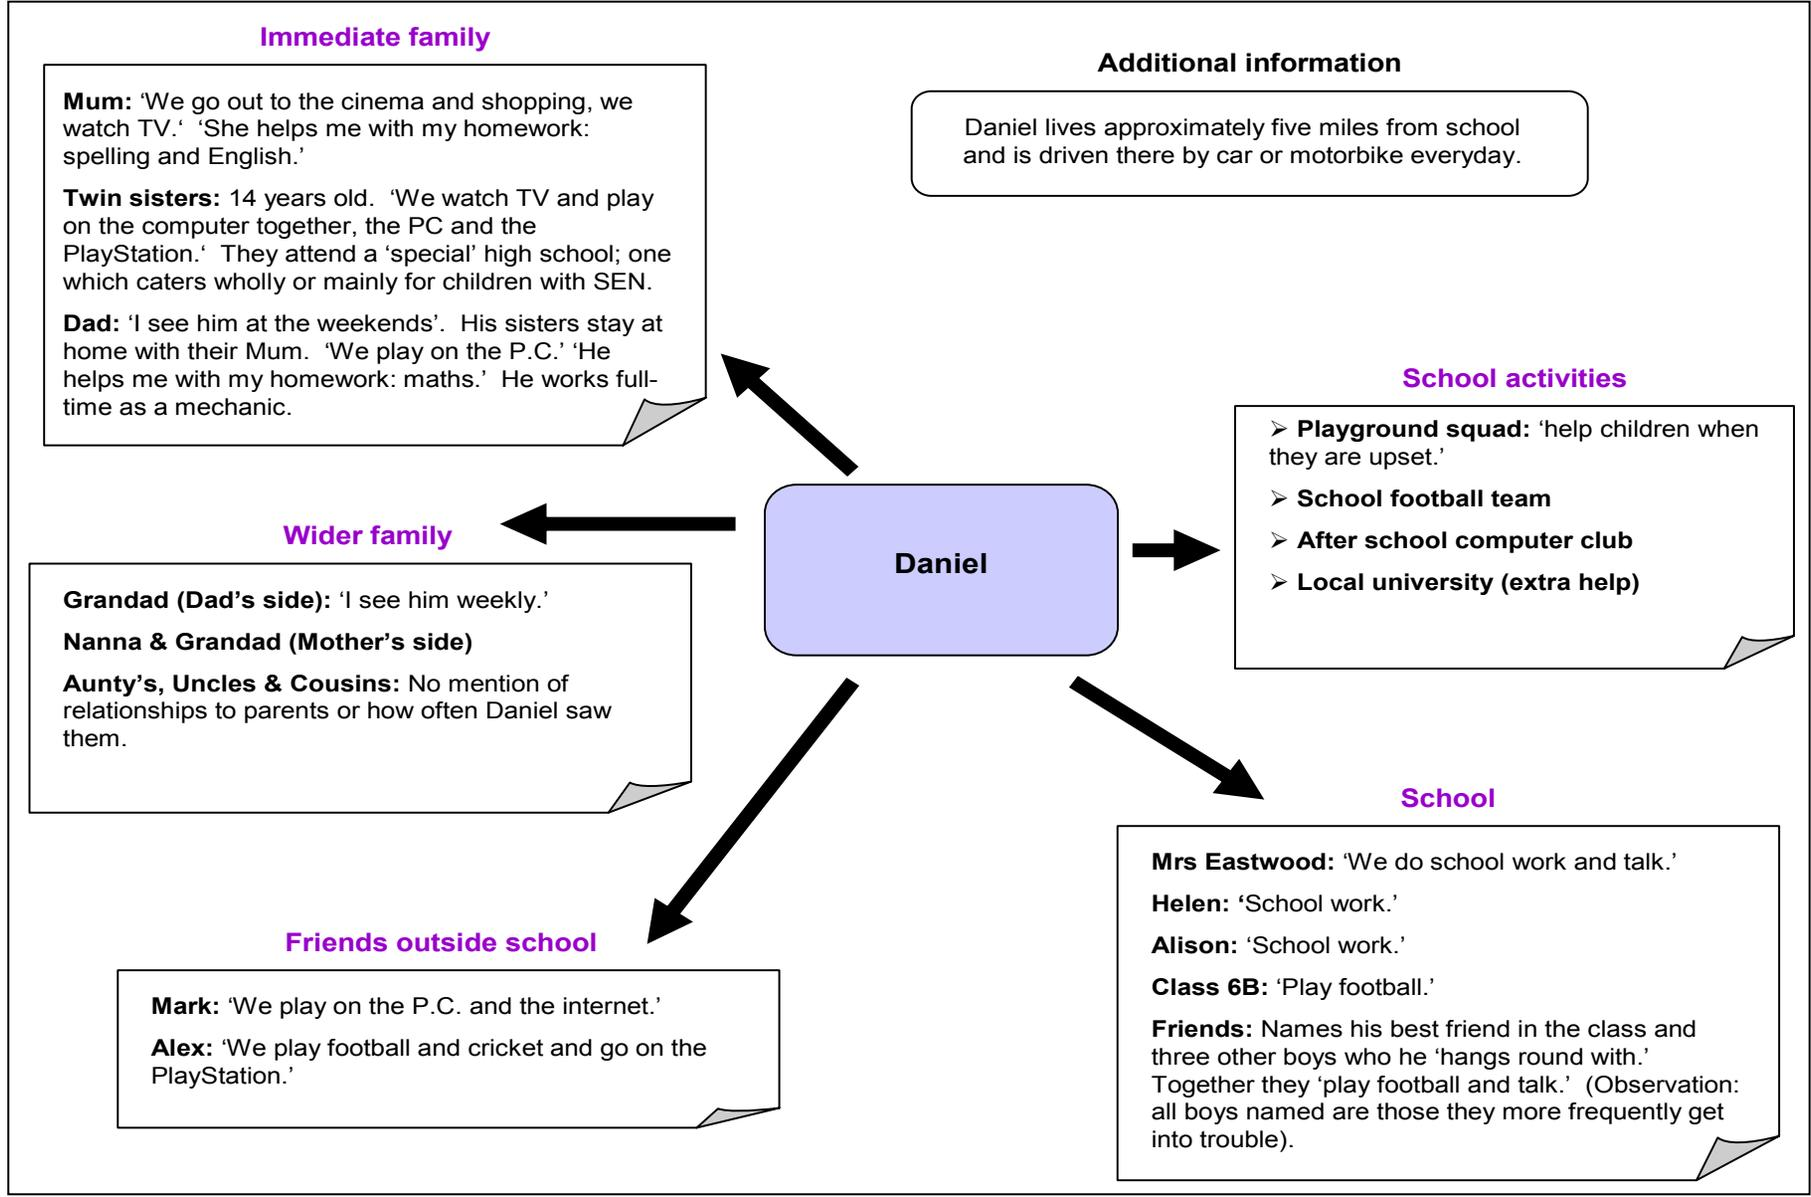 Immediate family
Mum: ‘We go out to the cinema and shopping, we
watch TV.‘  ‘She helps me with my homework:
spelling and English.’
Twin sisters: 14 years old.  ‘We watch TV and play
on the computer together, the PC and the
PlayStation.‘  They attend a ‘special’ high school; one
which caters wholly or mainly for children with SEN.
Dad: ‘I see him at the weekends’.  His sisters stay at
home with their Mum.  ‘We play on the P.C.’ ‘He
helps me with my homework: maths.’  He works full-
time as a mechanic.
Additional information
Daniel lives approximately five miles from school
and is driven there by car or motorbike everyday.
School activities
➢ Playground squad: ‘help children when
they are upset.’
➢ School football team
➢ After school computer club
➢ Local university (extra help)
Daniel
Wider family
Grandad (Dad’s side): ‘I see him weekly.’
Nanna & Grandad (Mother’s side)
Aunty’s, Uncles & Cousins: No mention of
relationships to parents or how often Daniel saw
them.
School
Mrs Eastwood: ‘We do school work and talk.’
Helen: ‘School work.’
Alison: ‘School work.’
Class 6B: ‘Play football.’
Friends: Names his best friend in the class and
three other boys who he ‘hangs round with.’
Together they ‘play football and talk.’  (Observation:
all boys named are those they more frequently get
into trouble).
Friends outside school
Mark: ‘We play on the P.C. and the internet.’
Alex: ‘We play football and cricket and go on the
PlayStation.’